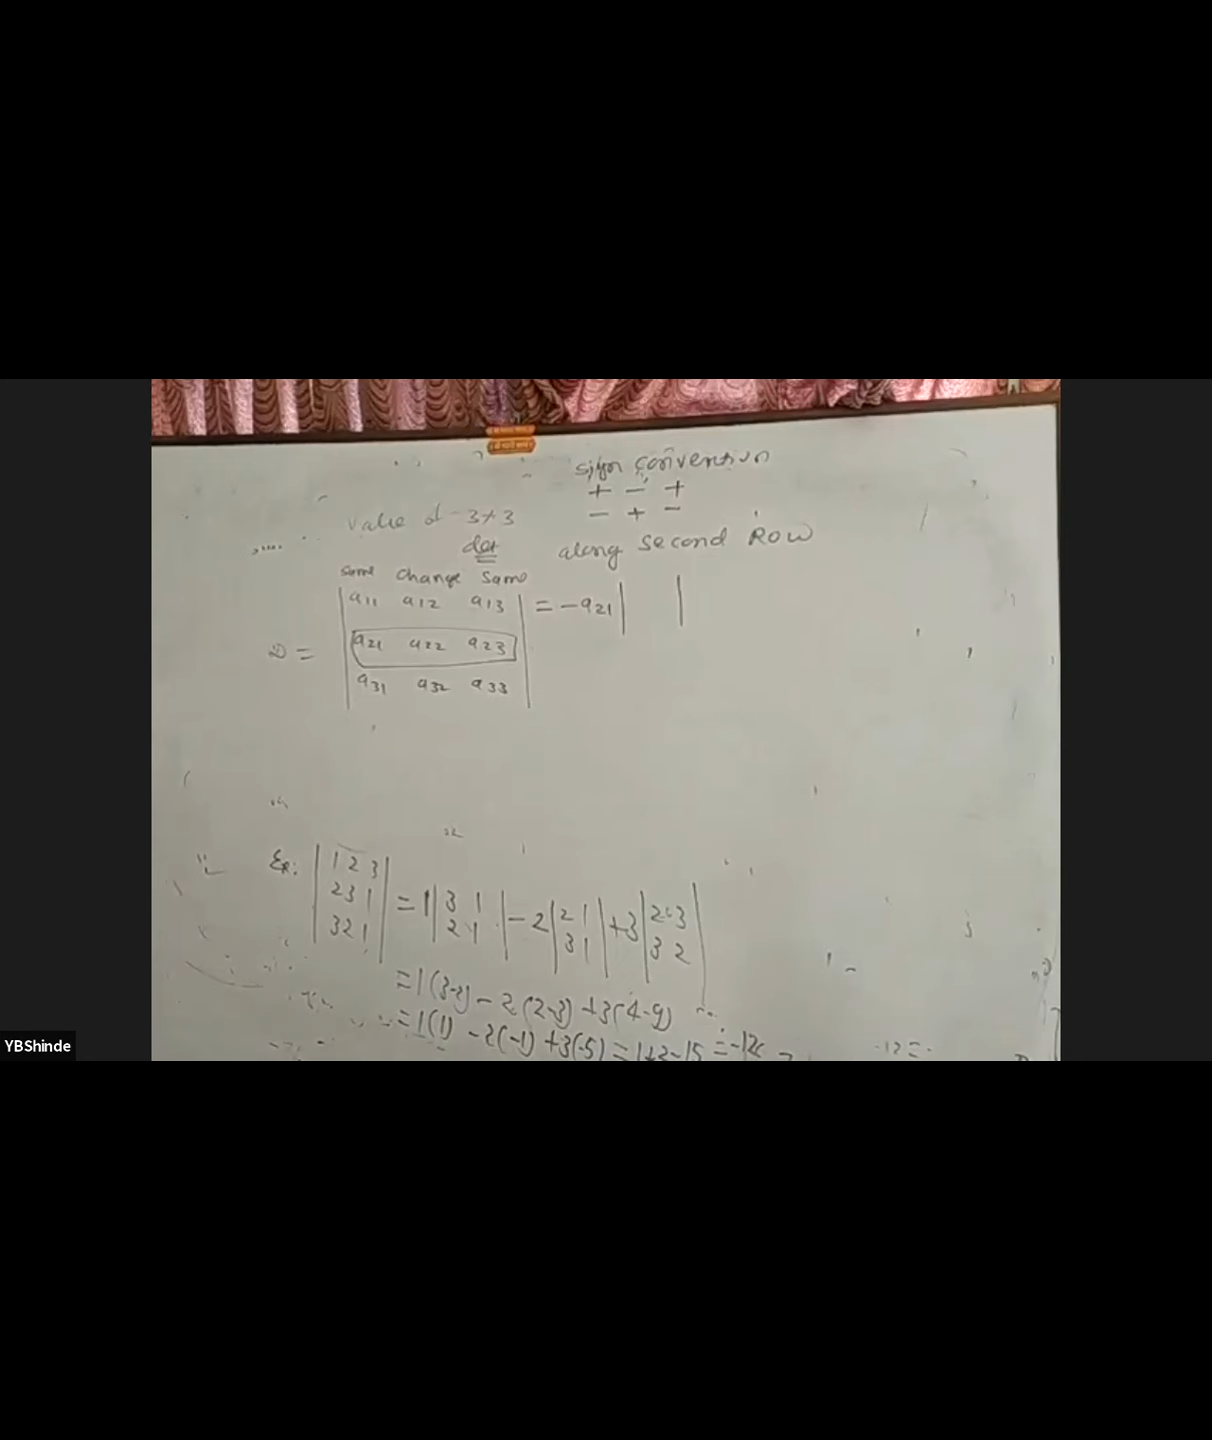 sign convention
+ − +
− + −
value of 3×3
det
along second Row
same change same
a11 a12 a13
= −a21 | |
D =
a21 a22 a23
a31 a32 a33
Ex. | 1 2 3 |
2 3 1
3 2 1
= 1 | 3 1 | − 2 | 2 1 | + 3 | 2 3 |
2 1 3 1 3 2
= 1(3-2) − 2(2-3) + 3(4-9)
= 1(1) − 2(-1) + 3(-5) = 1+2-15 = -12
YBShinde